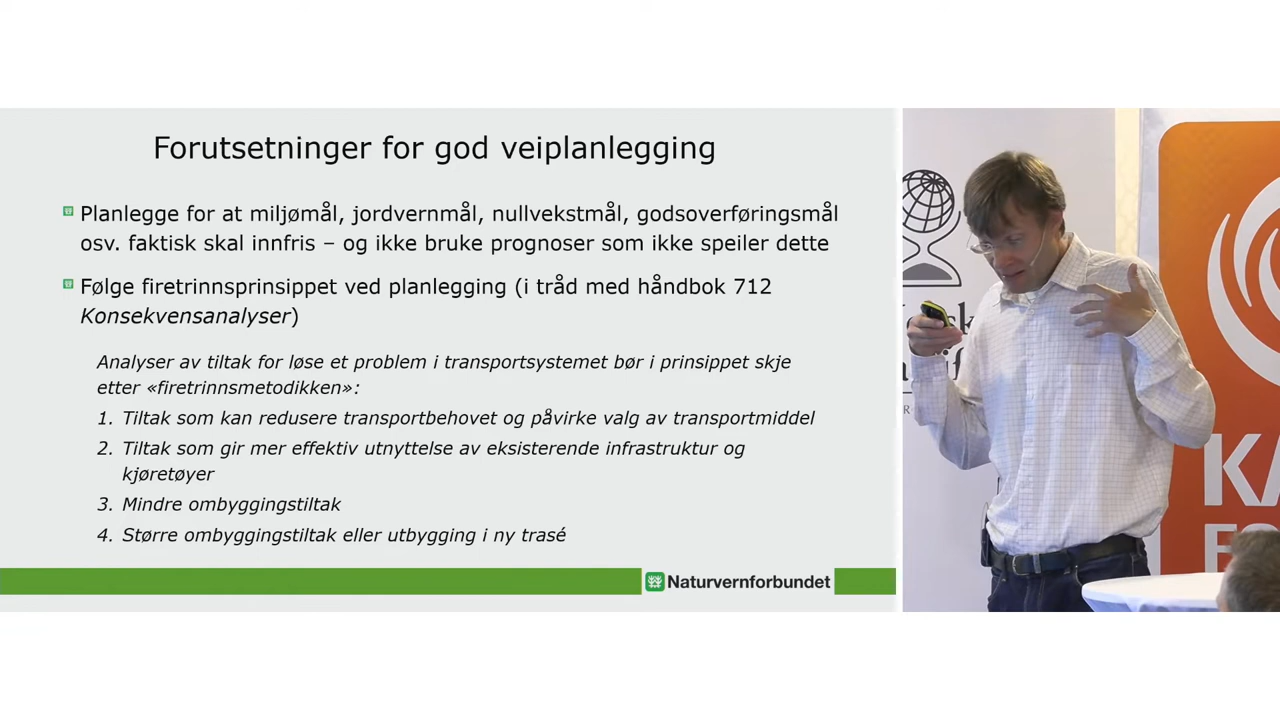 Forutsetninger for god veiplanlegging
Planlegge for at miljømål, jordvernmål, nullvekstmål, godsoverføringsmål
osv. faktisk skal innfris – og ikke bruke prognoser som ikke speiler dette
Følge firetrinnsprinsippet ved planlegging (i tråd med håndbok 712
Konsekvensanalyser)
Analyser av tiltak for løse et problem i transportsystemet bør i prinsippet skje
etter «firetrinnsmetodikken»:
1. Tiltak som kan redusere transportbehovet og påvirke valg av transportmiddel
2. Tiltak som gir mer effektiv utnyttelse av eksisterende infrastruktur og
kjøretøyer
3. Mindre ombyggingstiltak
4. Større ombyggingstiltak eller utbygging i ny trasé
Naturvernforbundet